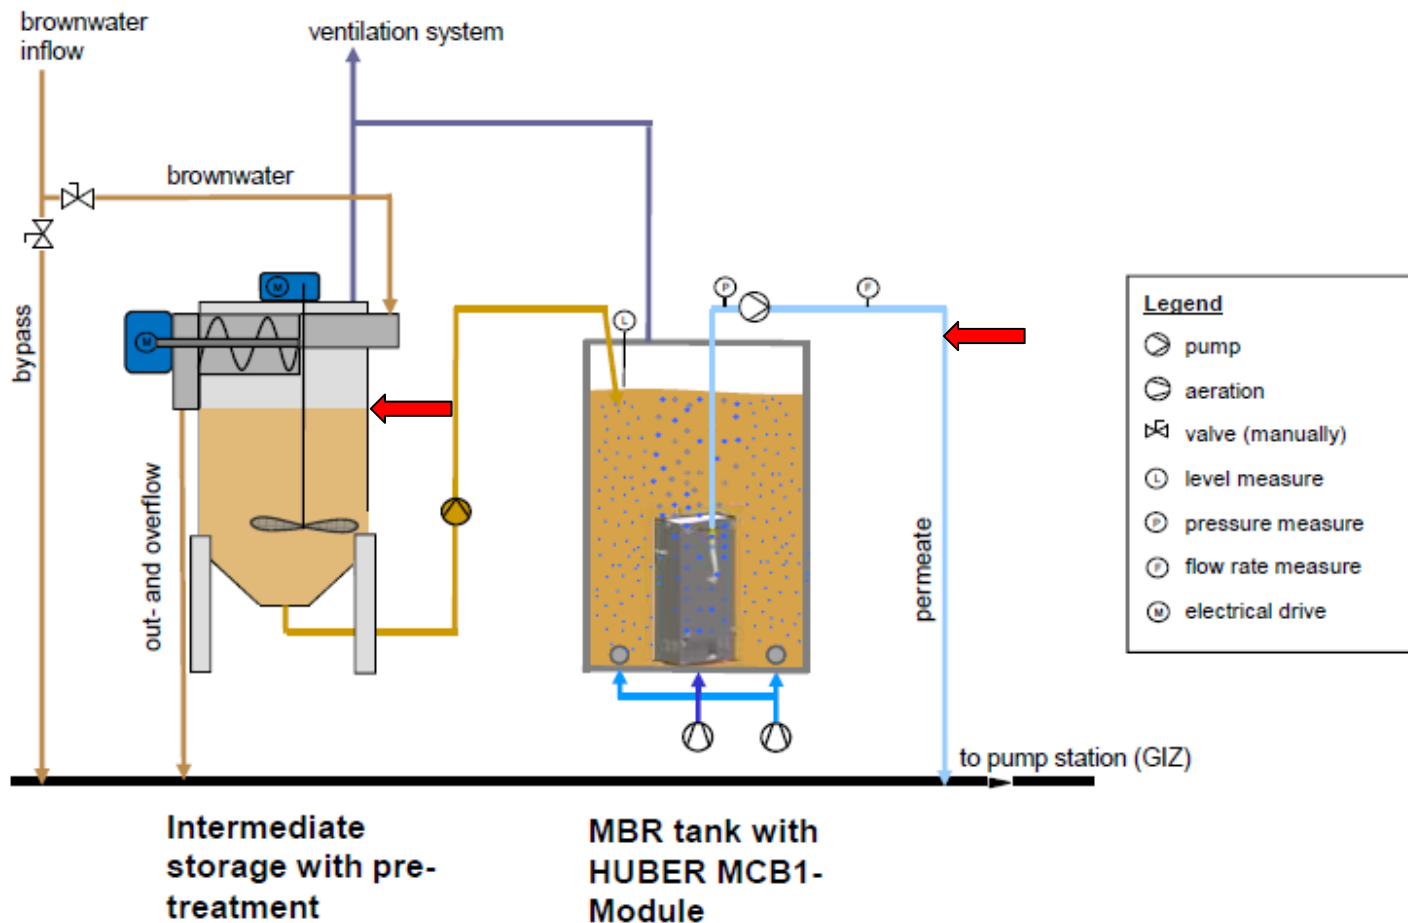 brownwater
inflow
ventilation system
brownwater
bypass
M
M
out- and overflow
L
P
F
permeate
Legend
pump
aeration
valve (manually)
L level measure
P pressure measure
F flow rate measure
M electrical drive
to pump station (GIZ)
Intermediate
storage with pre-
treatment
MBR tank with
HUBER MCB1-
Module